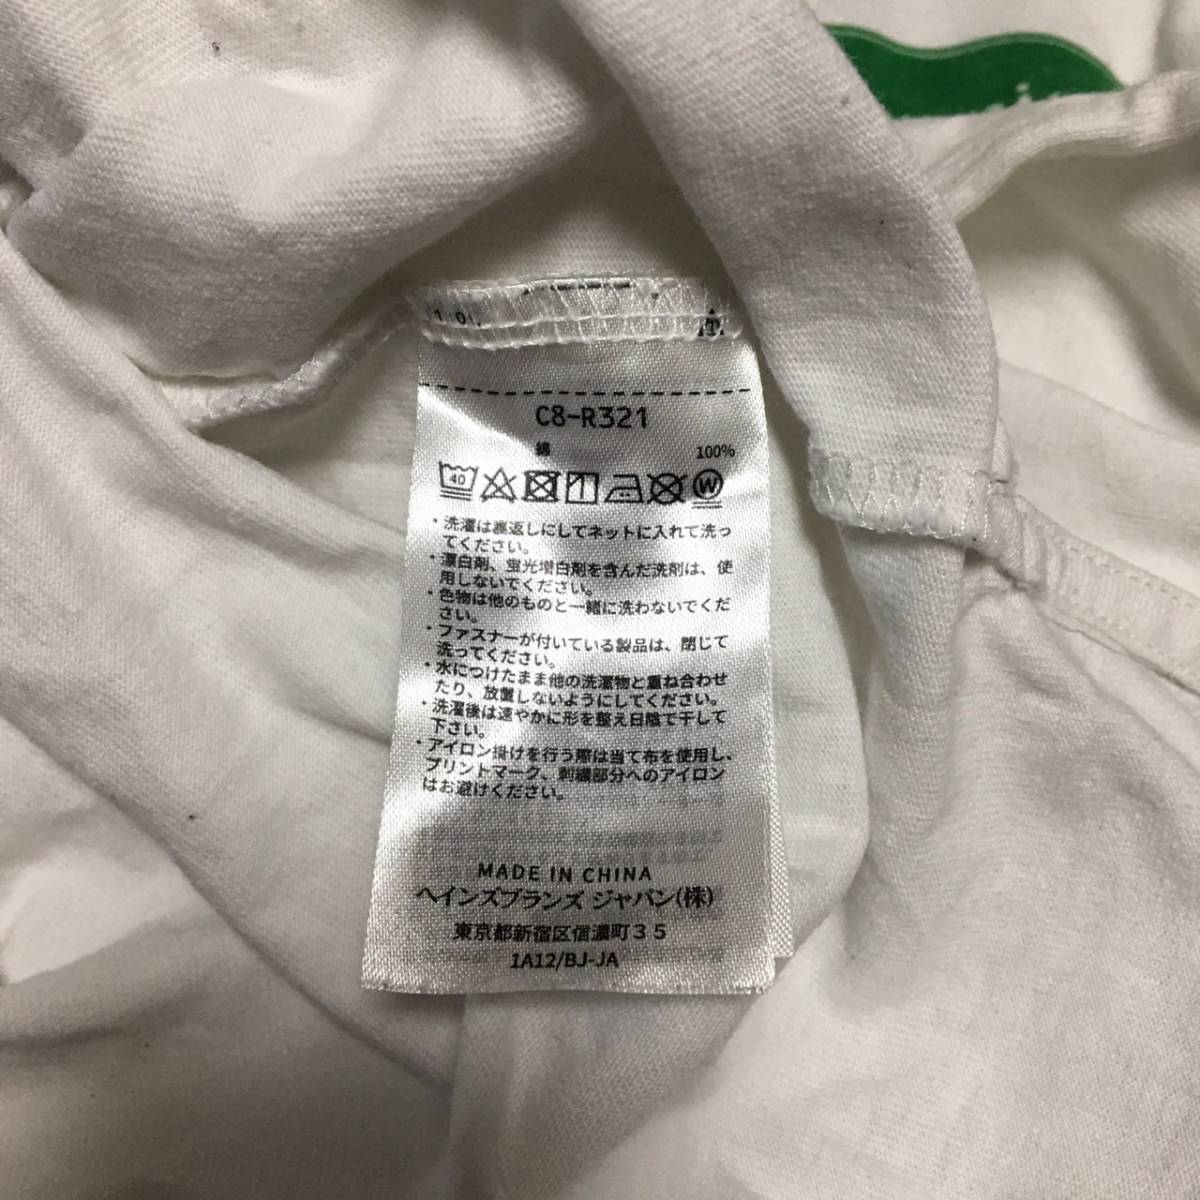 C8-R321
綿 100%
40
W
・洗濯は裏返しにしてネットに入れて洗っ
てください。
・漂白剤、蛍光増白剤を含んだ洗剤は、使
用しないでください。
・色物は他のものと一緒に洗わないでくだ
さい。
・ファスナーが付いている製品は、閉じて
洗ってください。
・水につけたまま他の洗濯物と重ね合わせ
たり、放置しないようにしてください。
・洗濯後は速やかに形を整え日陰で干して
下さい。
・アイロン掛けを行う際は当て布を使用し、
プリントマーク、刺繍部分へのアイロン
はお避けください。
MADE IN CHINA
ヘインズブランズ ジャパン(株)
東京都新宿区信濃町35
1A12/BJ-JA